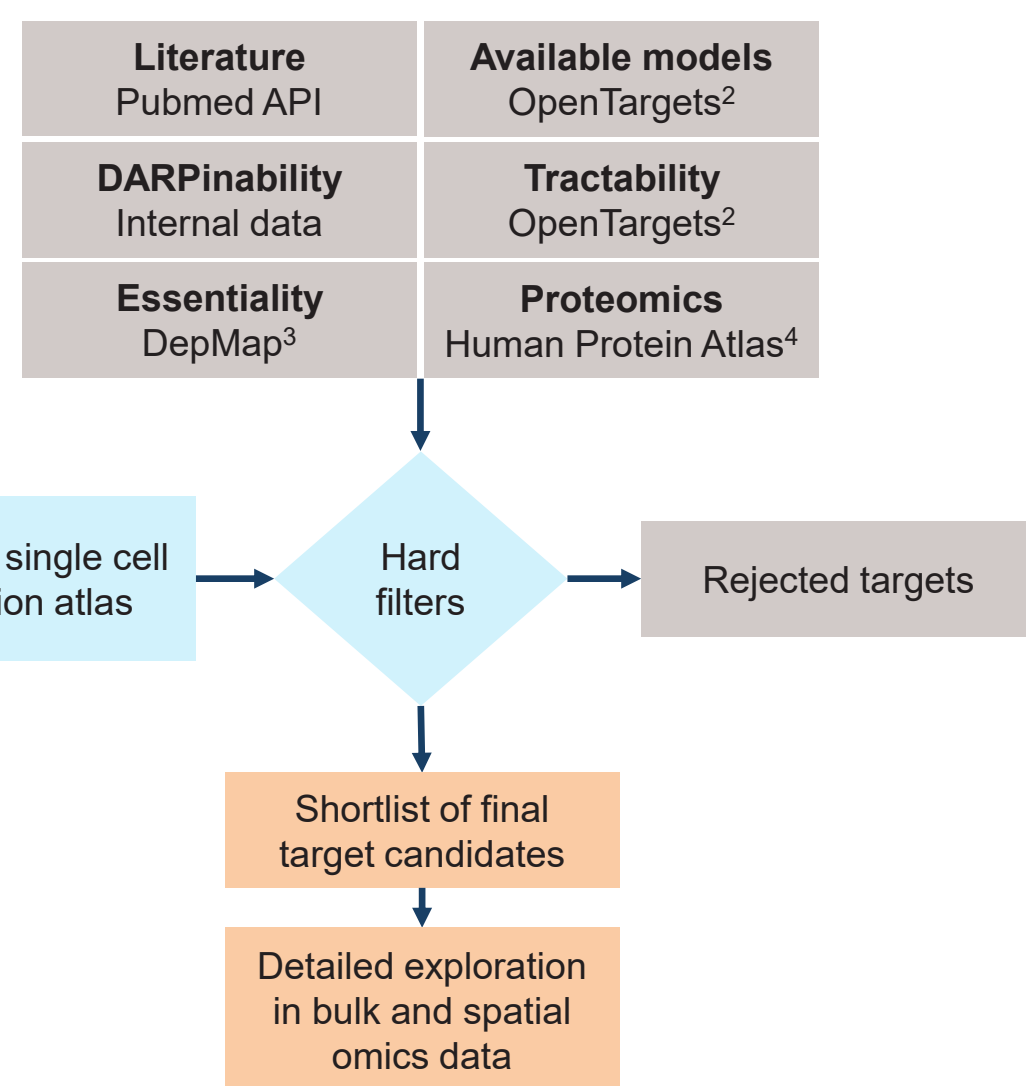 Literature
Pubmed API
Available models
OpenTargets²
DARPinability
Internal data
Tractability
OpenTargets²
Essentiality
DepMap³
Proteomics
Human Protein Atlas⁴
single cell
atlas
Hard
filters
Rejected targets
Shortlist of final
target candidates
Detailed exploration
in bulk and spatial
omics data